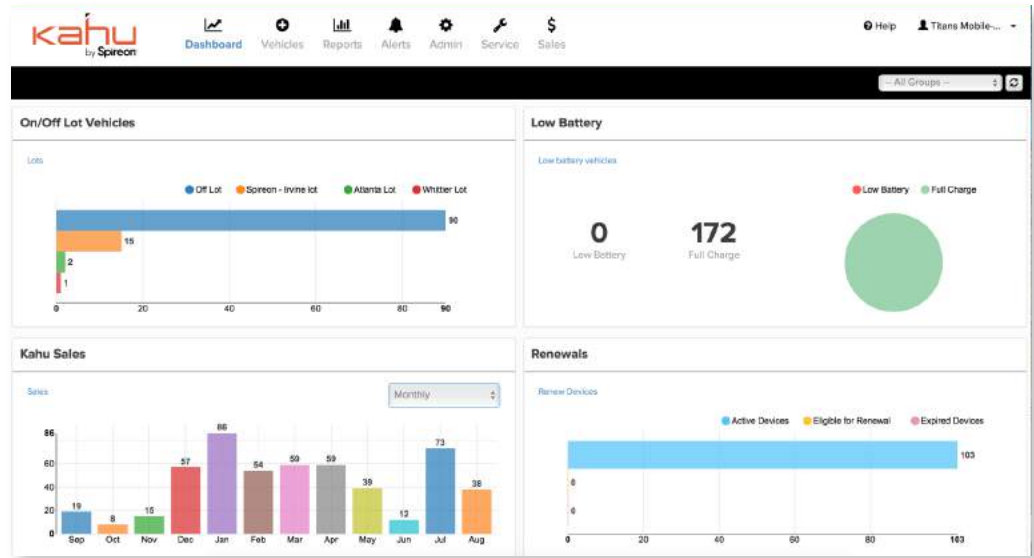 kahu
by Spireon
Dashboard Vehicles Reports Alerts Admin Service Sales
Help Titans Mobile-...
-- All Groups --
On/Off Lot Vehicles
Lots
Off Lot Spireon - Irvine lot Atlanta Lot Whittier Lot
90
15
2
1
0 20 40 60 80 90
Low Battery
Low battery vehicles
Low Battery Full Charge
0 172
Low Battery Full Charge
Kahu Sales
Sales
Monthly
86 60 40 20 0
19 8 15 57 86 54 59 59 39 12 73 38
Sep Oct Nov Dec Jan Feb Mar Apr May Jun Jul Aug
Renewals
Renew Devices
Active Devices Eligible for Renewal Expired Devices
103
0
0
0 20 40 60 80 103